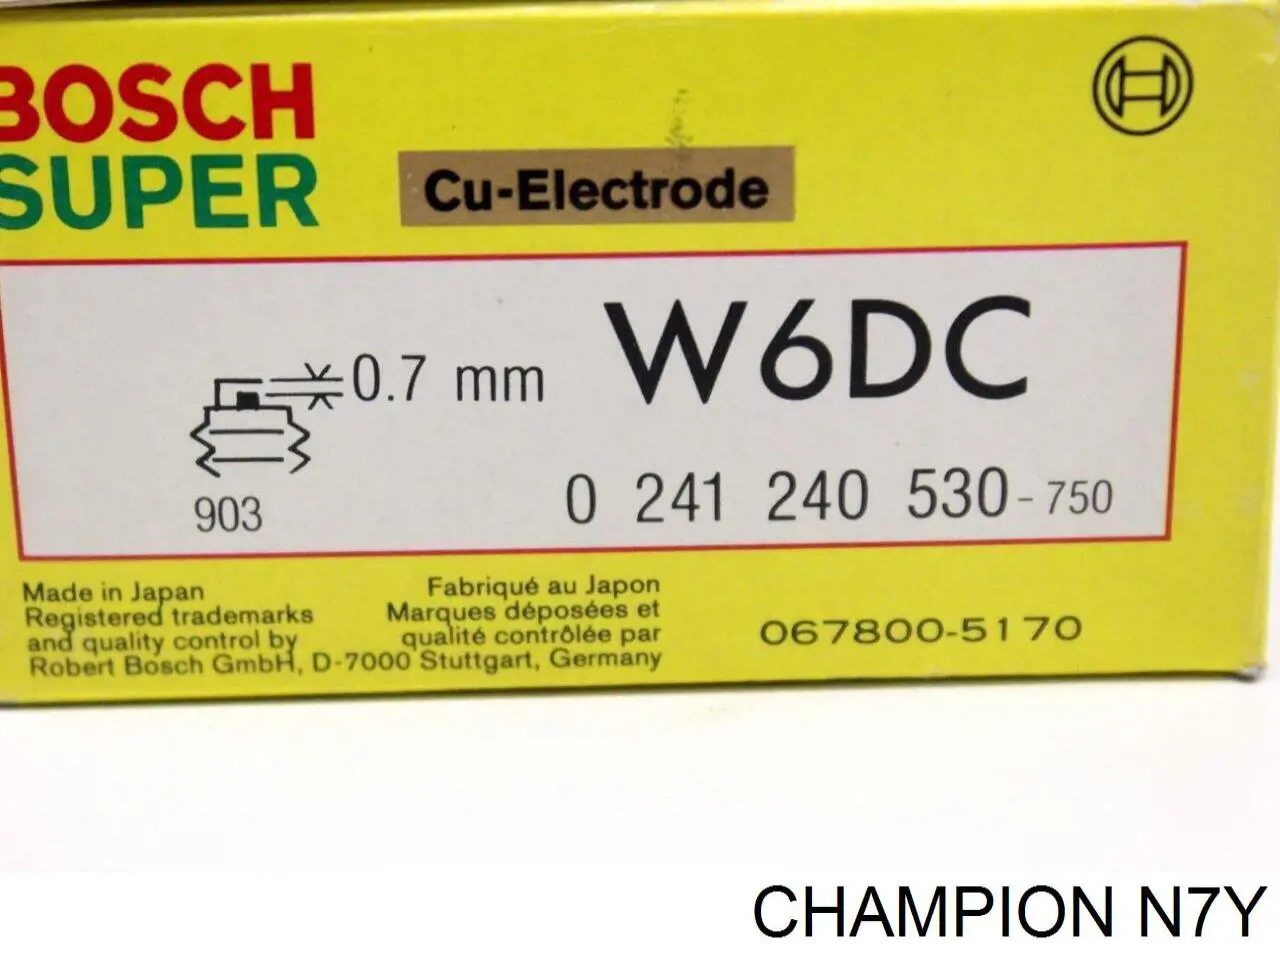 BOSCH
SUPER
Cu-Electrode
0.7 mm
W6DC
903
0 241 240 530-750
Made in Japan
Registered trademarks
and quality control by
Robert Bosch GmbH, D-7000 Stuttgart, Germany
Fabriqué au Japon
Marques déposées et
qualité contrôlée par
067800-5170
CHAMPION N7Y